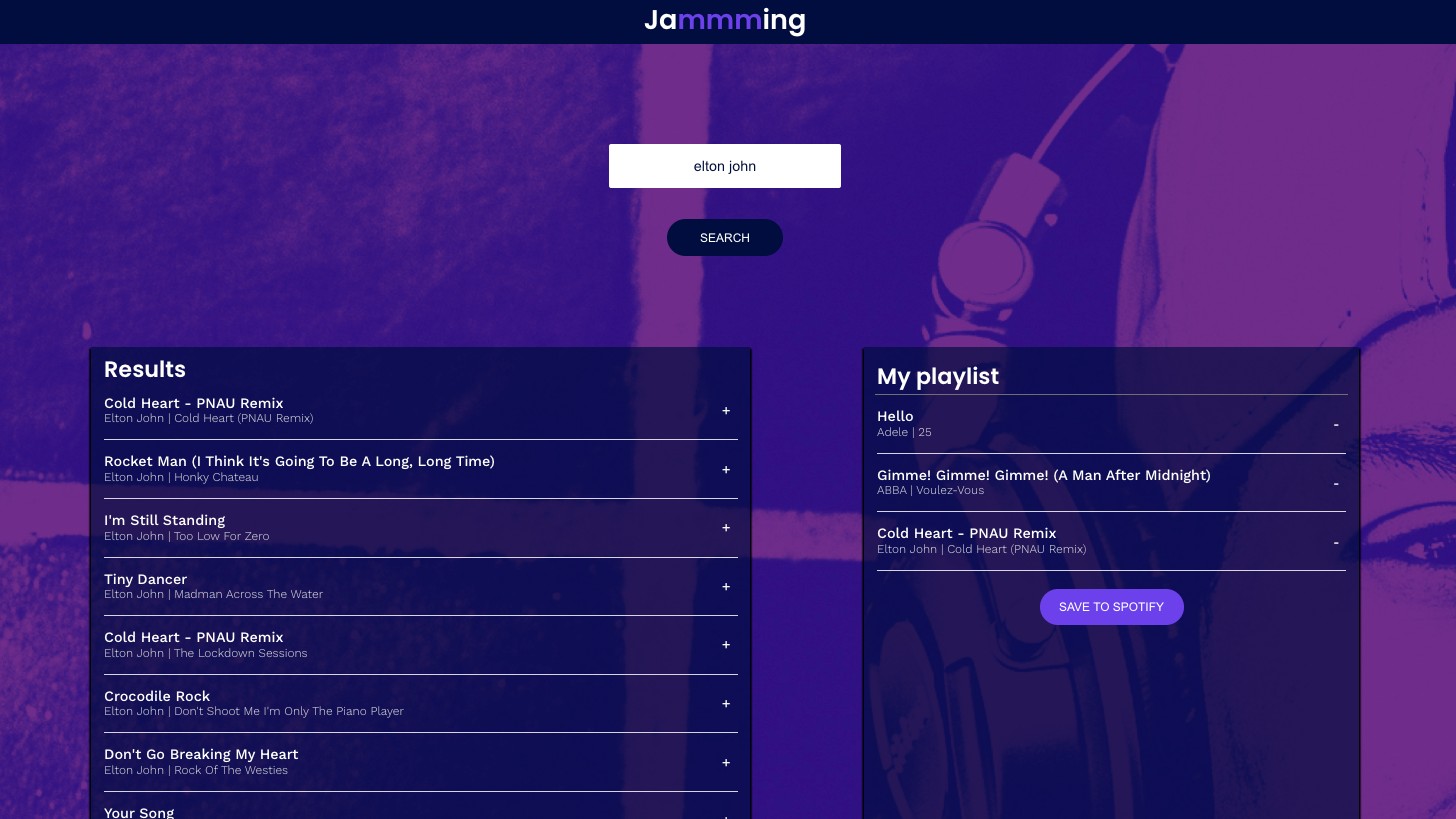 Jammming
elton john
SEARCH
Results
Cold Heart - PNAU Remix
Elton John | Cold Heart (PNAU Remix)
+
Rocket Man (I Think It's Going To Be A Long, Long Time)
Elton John | Honky Chateau
+
I'm Still Standing
Elton John | Too Low For Zero
+
Tiny Dancer
Elton John | Madman Across The Water
+
Cold Heart - PNAU Remix
Elton John | The Lockdown Sessions
+
Crocodile Rock
Elton John | Don't Shoot Me I'm Only The Piano Player
+
Don't Go Breaking My Heart
Elton John | Rock Of The Westies
+
Your Song
My playlist
Hello
Adele | 25
-
Gimme! Gimme! Gimme! (A Man After Midnight)
ABBA | Voulez-Vous
-
Cold Heart - PNAU Remix
Elton John | Cold Heart (PNAU Remix)
-
SAVE TO SPOTIFY